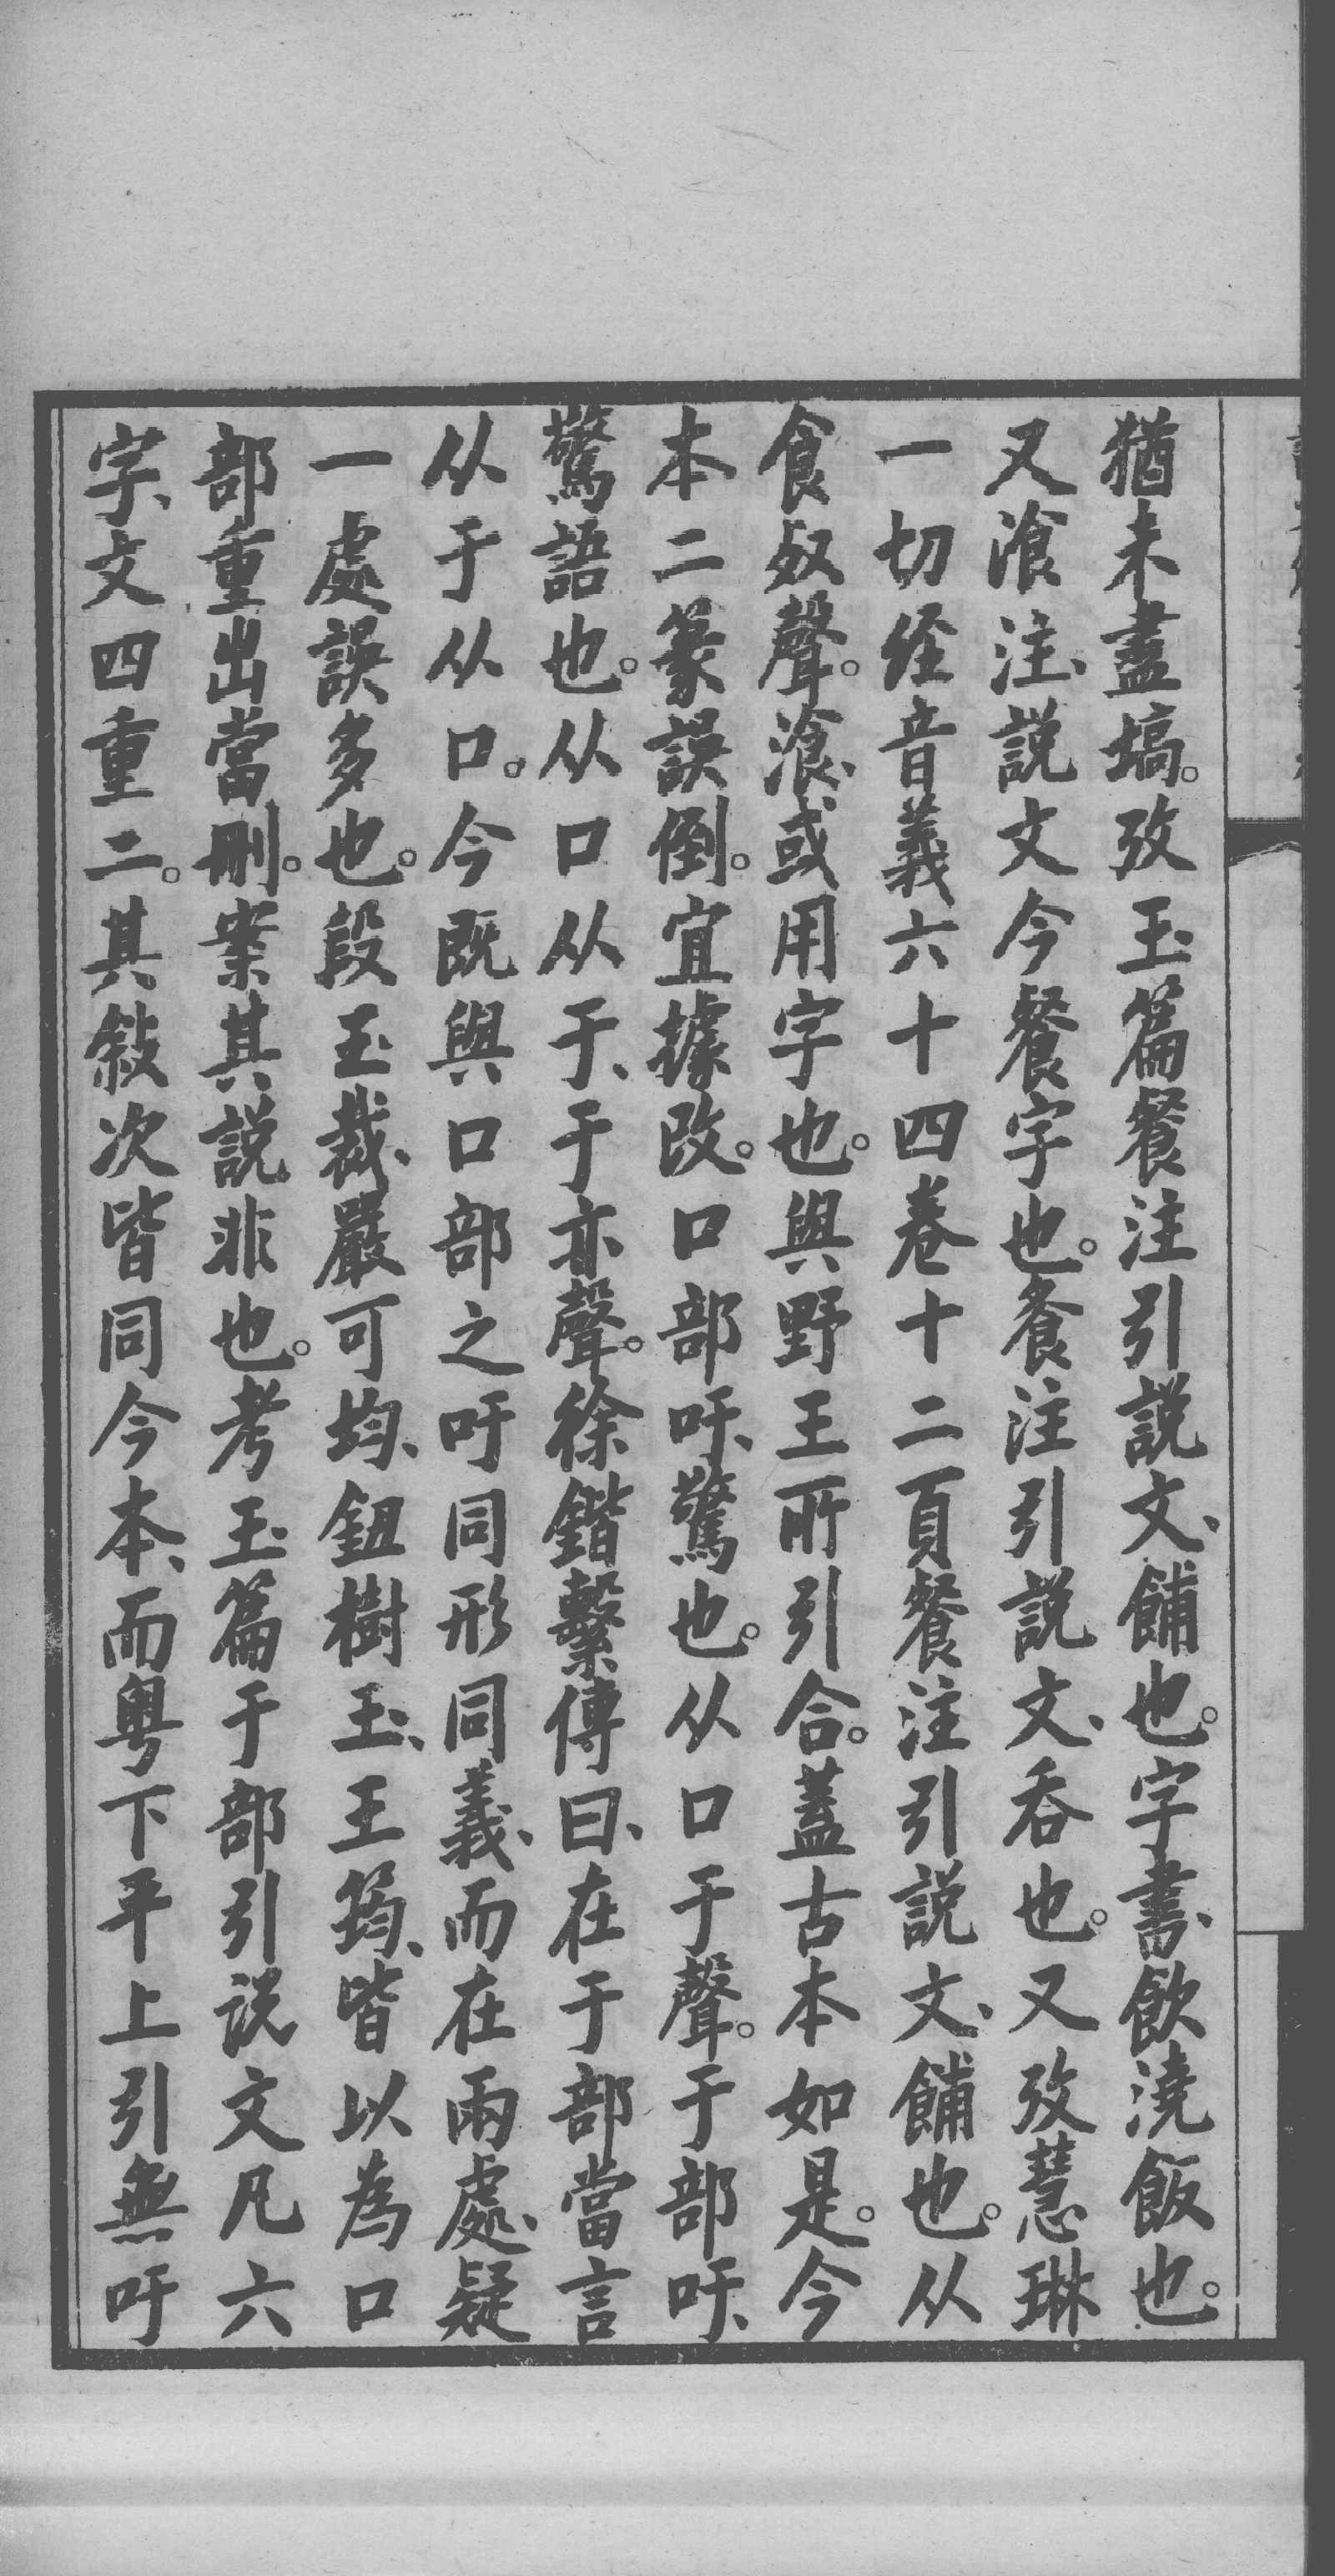 猶未盡塙。攷玉篇餐注引説文、餔也。字書、飲澆飯也。
又湌注、説文今餐字也。飱注引説文、吞也。又攷慧琳
一切経音義六十四卷十二頁餐注引説文、餔也。从
食奴聲。湌、或用字也。與野王所引合。蓋古本如是。今
本二篆誤倒。宜據改。口部吁、驚也。从口于聲。于部吁、
驚語也。从口从于、于亦聲。徐鍇繫傳曰、在于部當言
从于从口。今既與口部之吁同形同義、而在兩處、疑
一處誤多也。段玉裁、嚴可均、鈕樹玉、王筠、皆以為口
部重出當刪。案其説非也。考玉篇于部引説文凡六
字、文四重二。其敍次皆同今本、而粵下平上引無吁